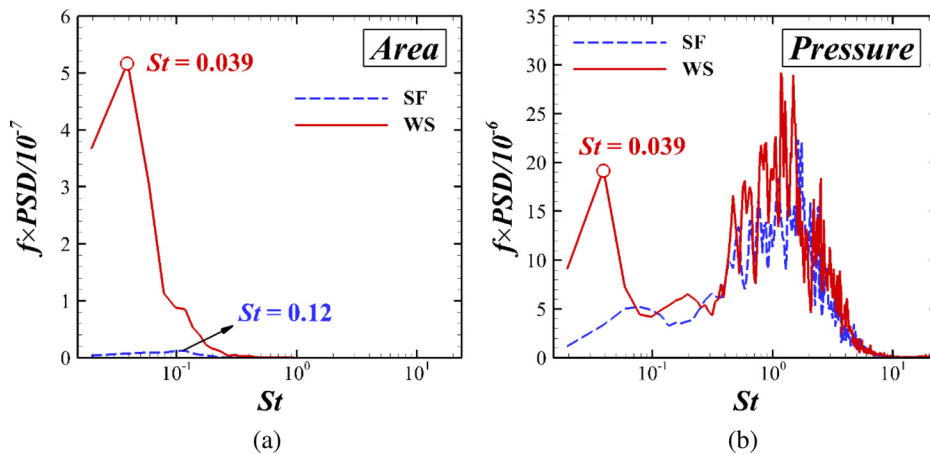 6
5
4
3
2
1
0
f×PSD/10⁻⁷
Area
St = 0.039
SF
WS
St = 0.12
10⁻¹ 10⁰ 10¹
St
(a)
35
30
25
20
15
10
5
0
f×PSD/10⁻⁶
SF
WS
Pressure
St = 0.039
10⁻¹ 10⁰ 10¹
St
(b)